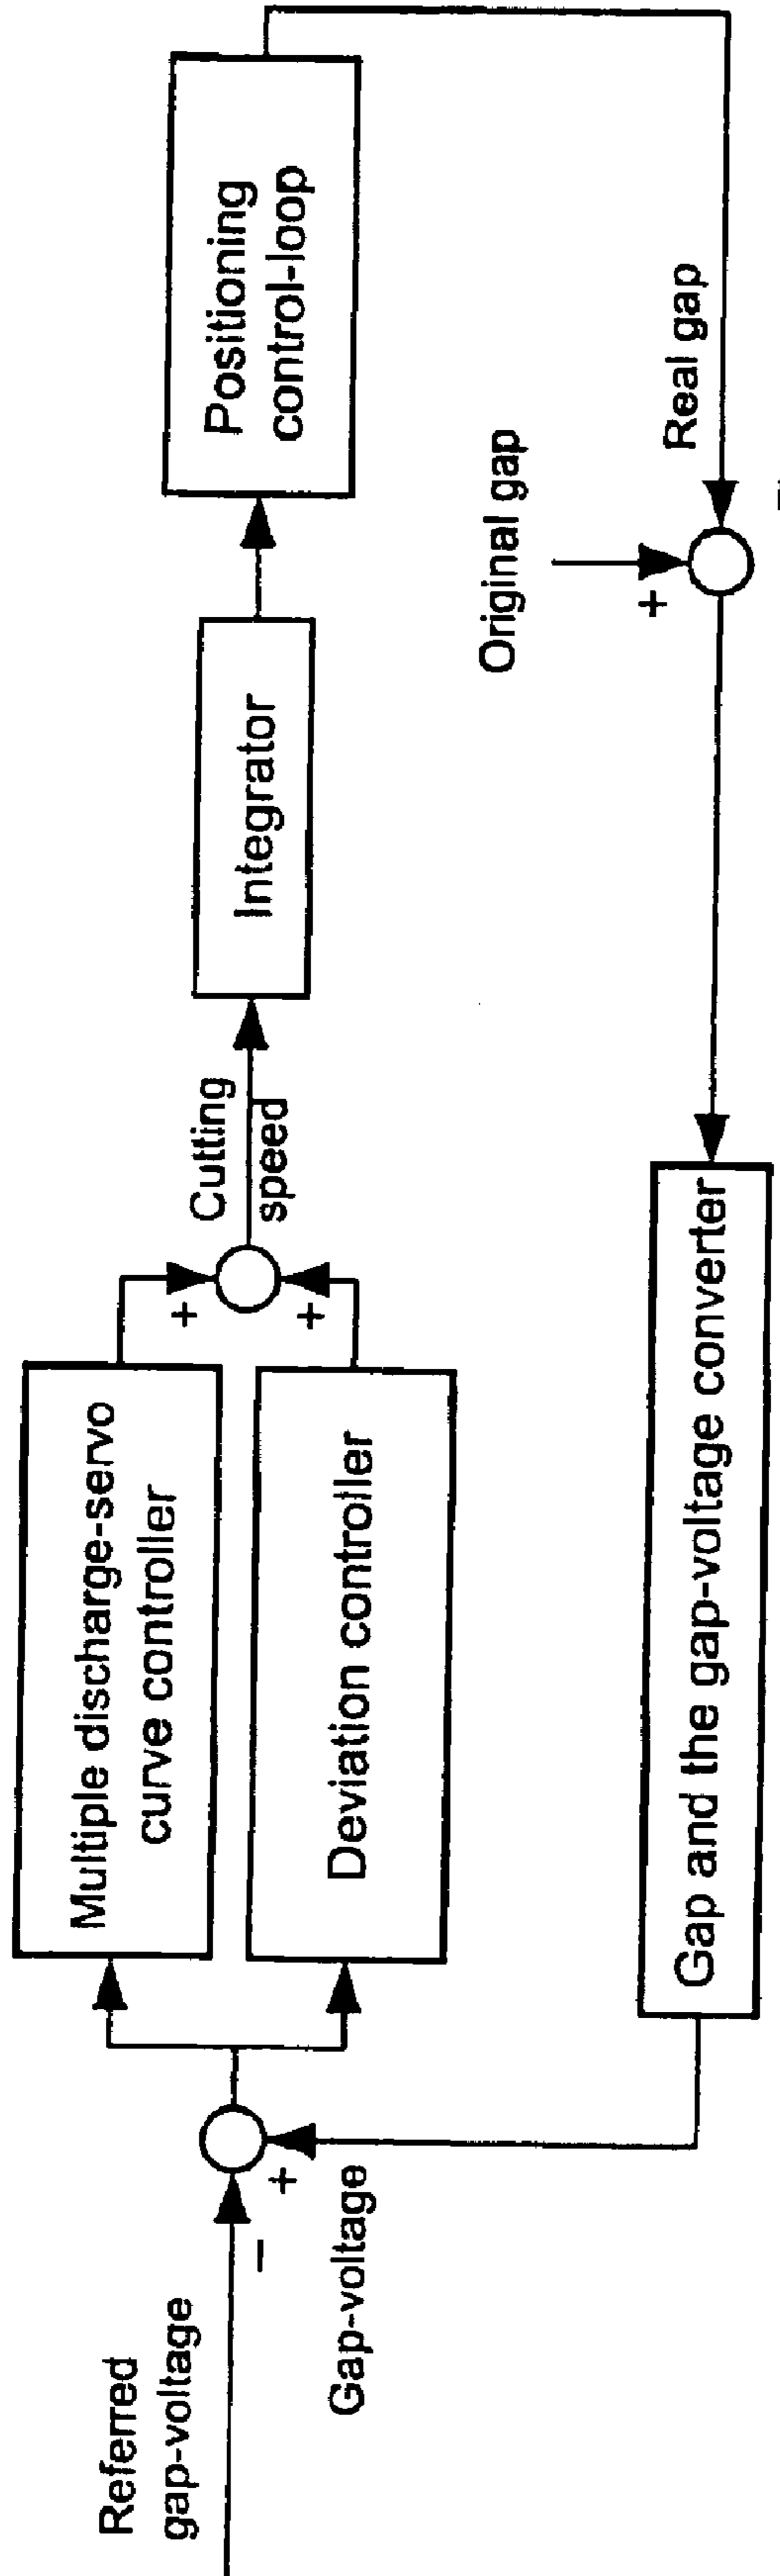 Referred
gap-voltage
−
+
Gap-voltage
Multiple discharge-servo
curve controller
Deviation controller
+
+
Cutting
speed
Integrator
Positioning
control-loop
Original gap
+
Real gap
Gap and the gap-voltage converter